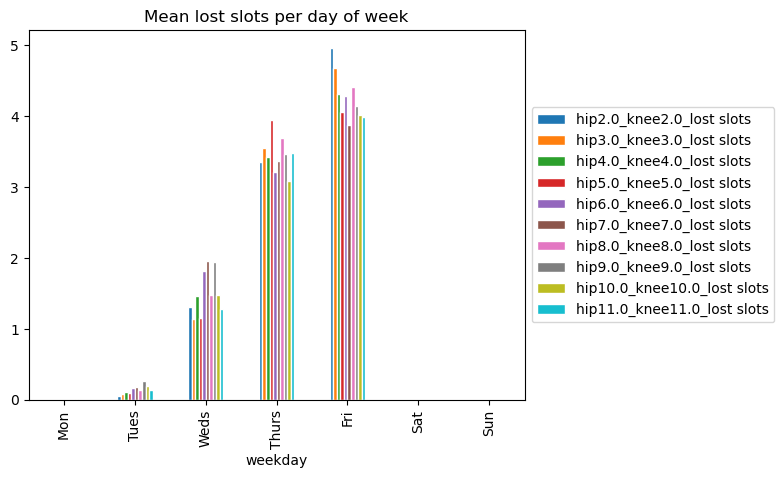 Mean lost slots per day of week
5
4
3
2
1
0
Mon
Tues
Weds
Thurs
Fri
Sat
Sun
weekday
hip2.0_knee2.0_lost slots
hip3.0_knee3.0_lost slots
hip4.0_knee4.0_lost slots
hip5.0_knee5.0_lost slots
hip6.0_knee6.0_lost slots
hip7.0_knee7.0_lost slots
hip8.0_knee8.0_lost slots
hip9.0_knee9.0_lost slots
hip10.0_knee10.0_lost slots
hip11.0_knee11.0_lost slots